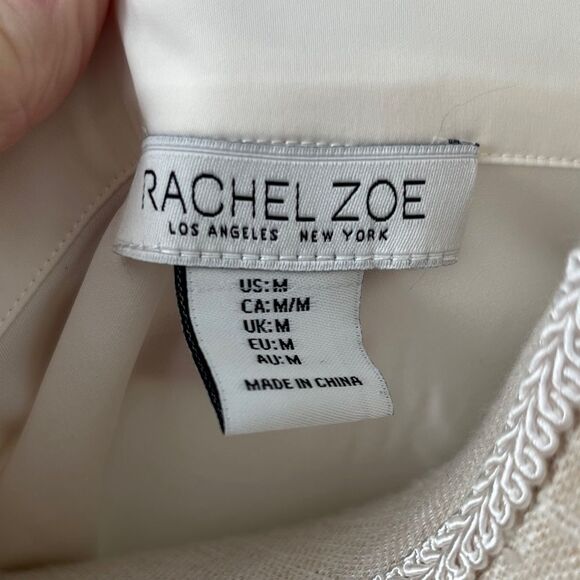 RACHEL ZOE
LOS ANGELES NEW YORK
US: M
CA: M/M
UK: M
EU: M
AU: M
MADE IN CHINA